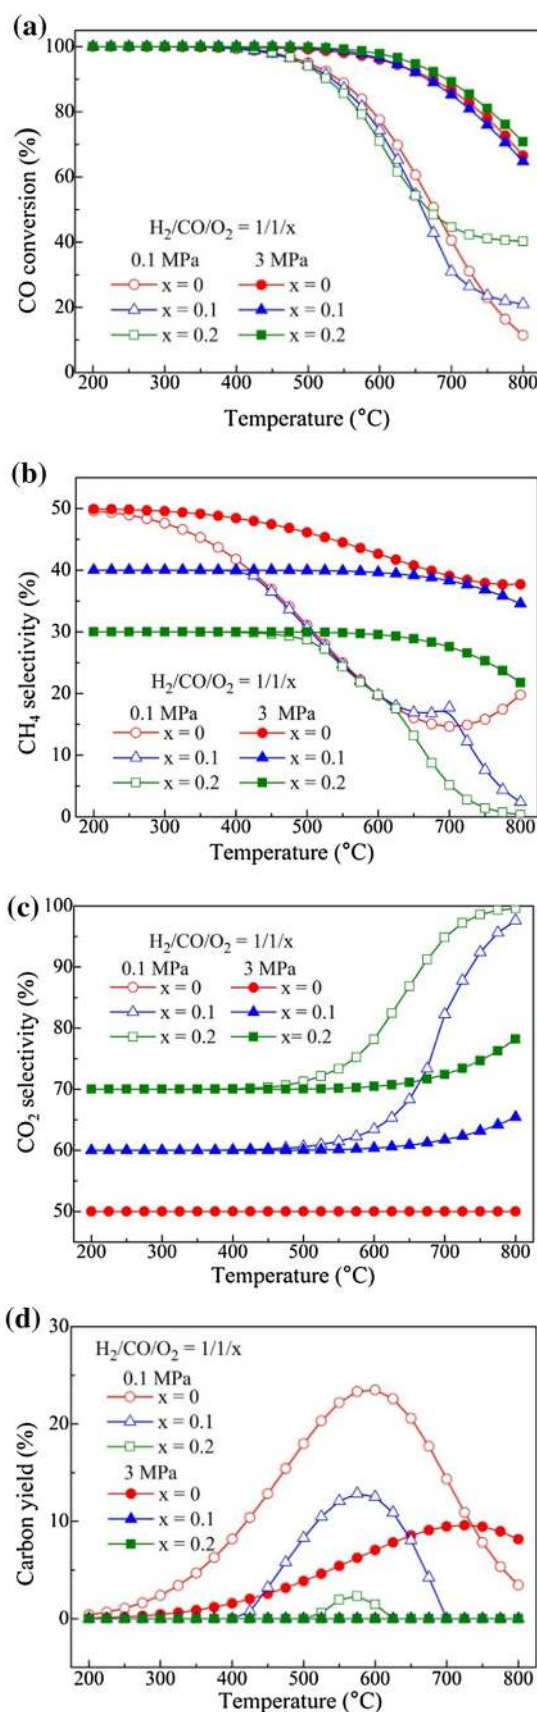 (a)
100
80
60
40
20
0
CO conversion (%)
H₂/CO/O₂ = 1/1/x
0.1 MPa 3 MPa
x = 0 x = 0
x = 0.1 x = 0.1
x = 0.2 x = 0.2
200 300 400 500 600 700 800
Temperature (°C)
(b)
50
40
30
20
10
0
CH₄ selectivity (%)
H₂/CO/O₂ = 1/1/x
0.1 MPa 3 MPa
x = 0 x = 0
x = 0.1 x = 0.1
x = 0.2 x = 0.2
200 300 400 500 600 700 800
Temperature (°C)
(c)
100
90
80
70
60
50
CO₂ selectivity (%)
H₂/CO/O₂ = 1/1/x
0.1 MPa 3 MPa
x = 0 x = 0
x = 0.1 x = 0.1
x = 0.2 x= 0.2
200 300 400 500 600 700 800
Temperature (°C)
(d)
30
20
10
0
Carbon yield (%)
H₂/CO/O₂ = 1/1/x
0.1 MPa
x = 0
x = 0.1
x = 0.2
3 MPa
x = 0
x = 0.1
x = 0.2
200 300 400 500 600 700 800
Temperature (°C)